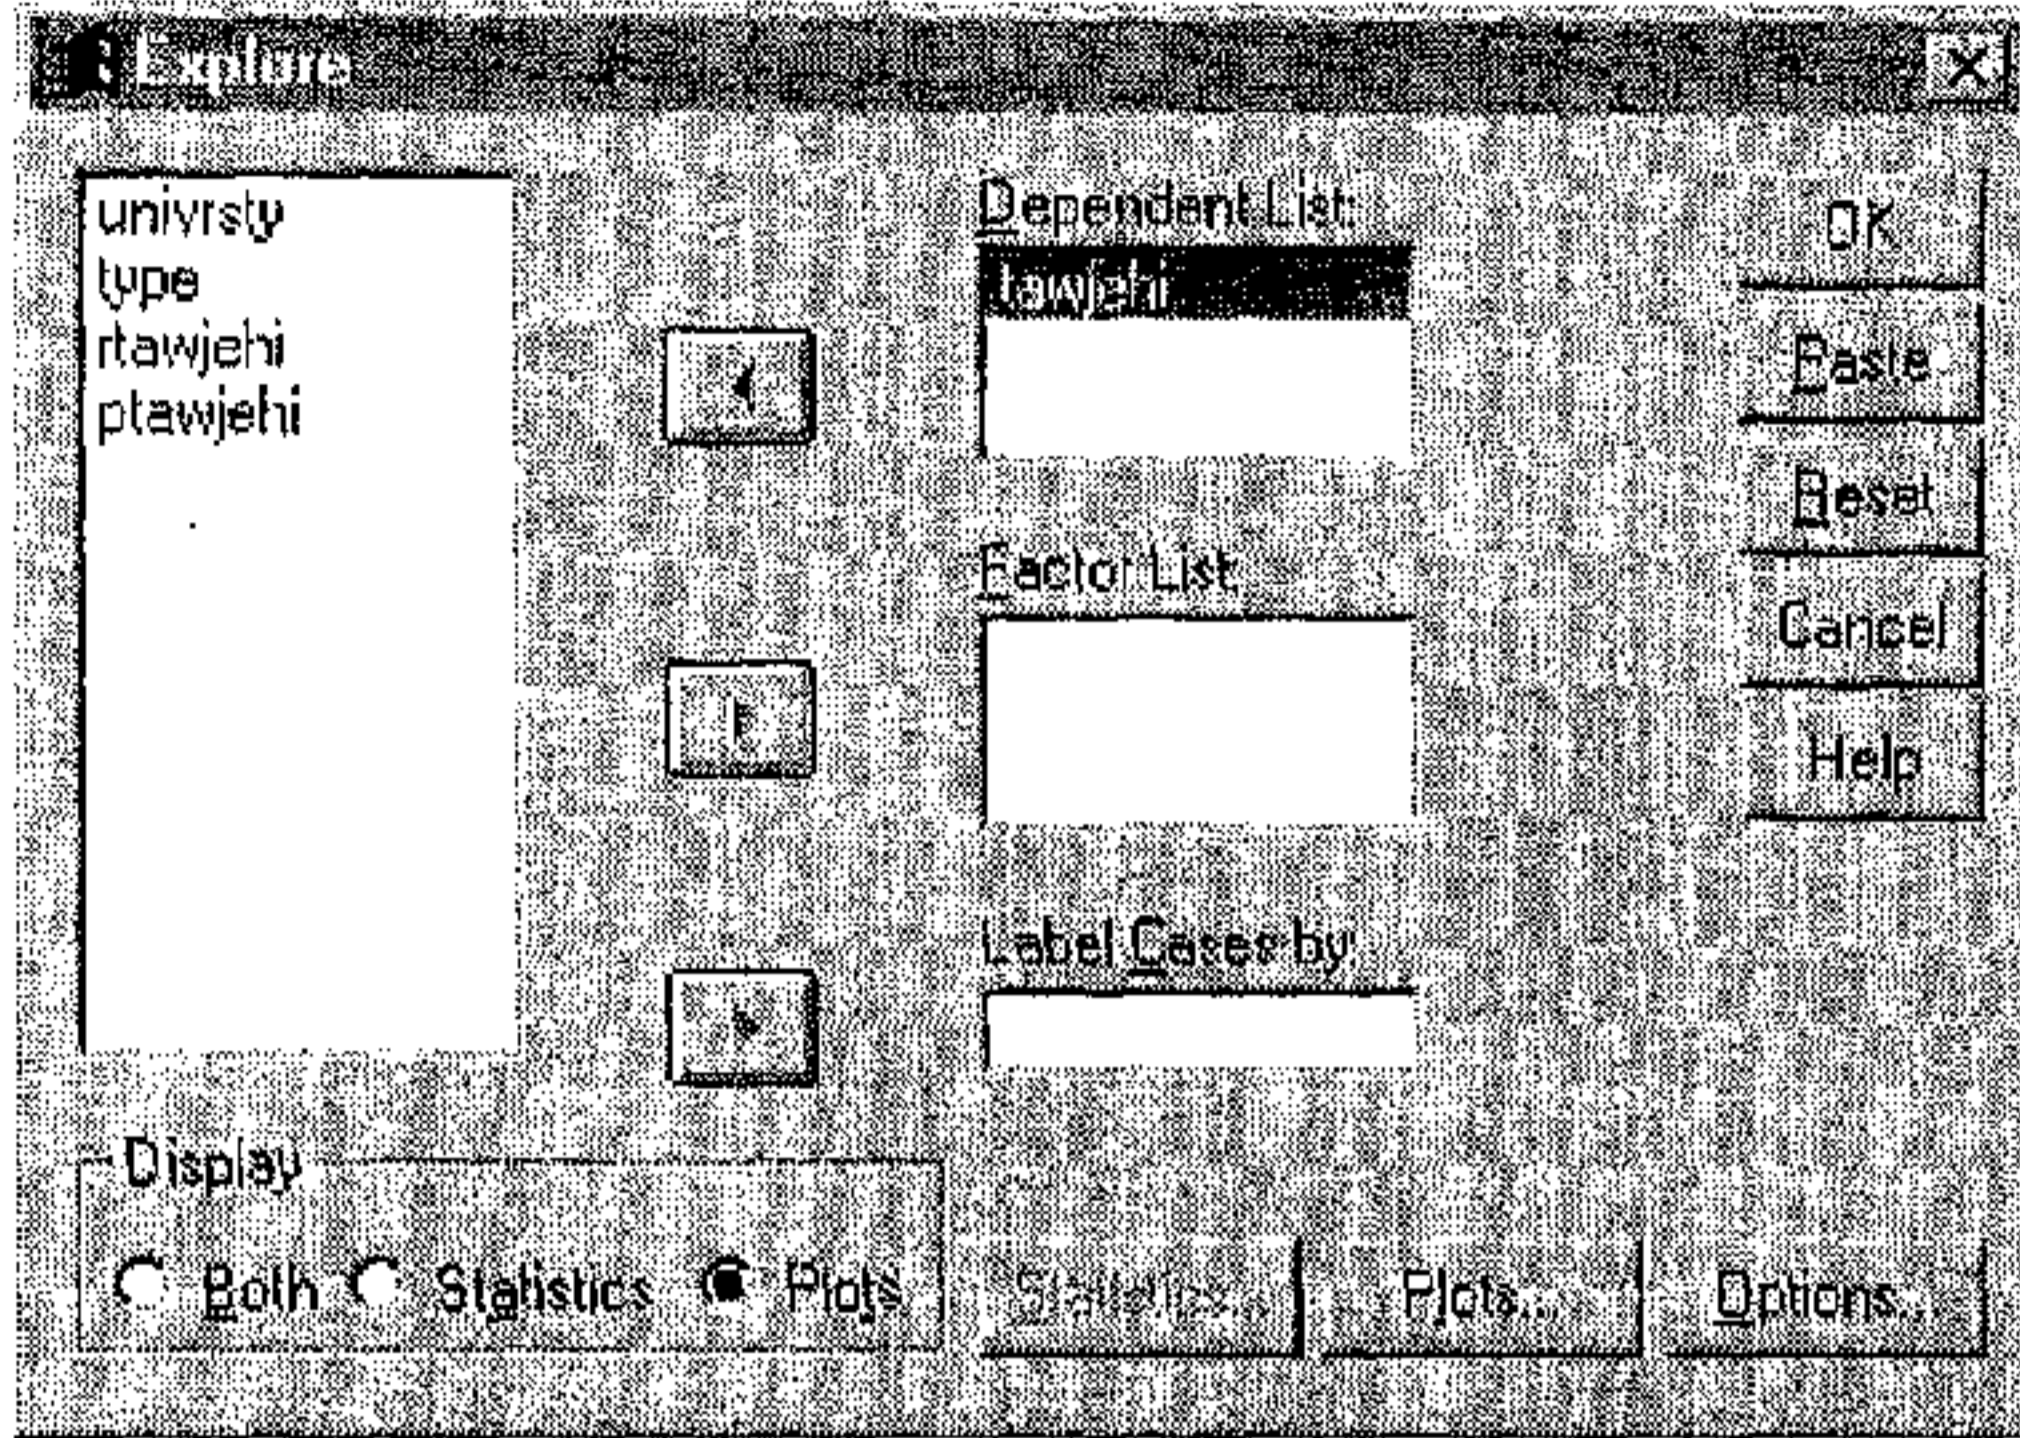 Explore
univrsty
type
rtawjehi
ptawjehi
Dependent List:
tawjehi
Factor List:
Label Cases by:
OK
Paste
Reset
Cancel
Help
Display
Both Statistics Plots
Statistics... Plots... Options...